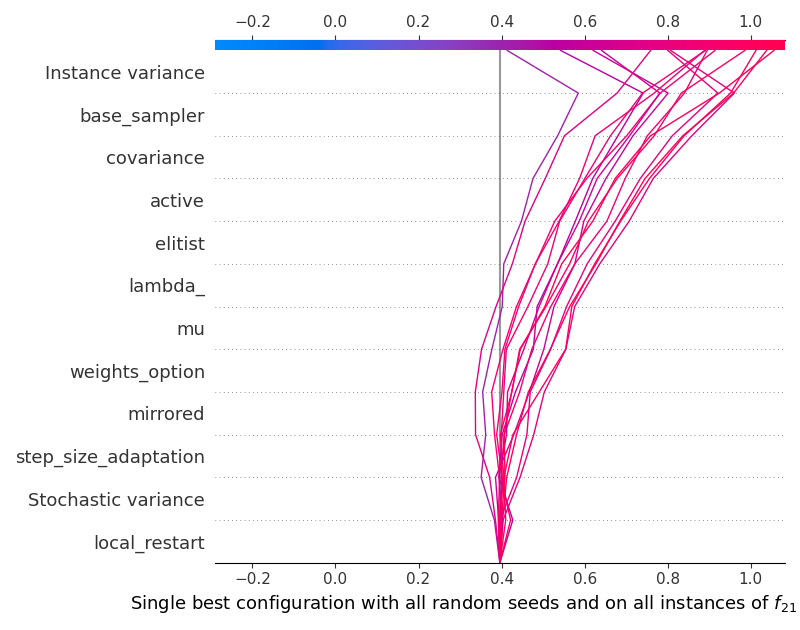 −0.2 0.0 0.2 0.4 0.6 0.8 1.0
Instance variance
base_sampler
covariance
active
elitist
lambda_
mu
weights_option
mirrored
step_size_adaptation
Stochastic variance
local_restart
−0.2 0.0 0.2 0.4 0.6 0.8 1.0
Single best configuration with all random seeds and on all instances of f21